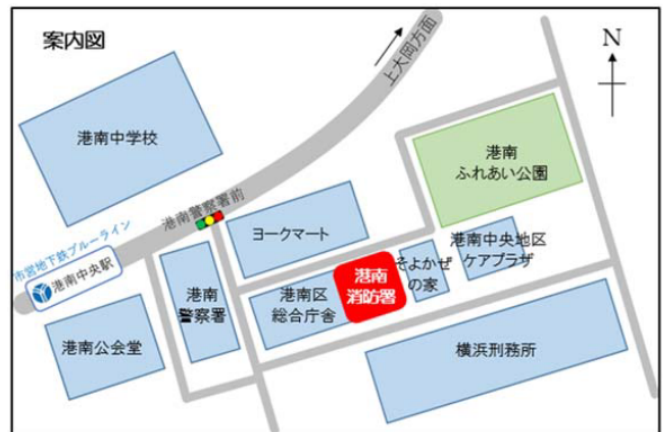 案内図
N
上大岡方面
港南中学校
港南
ふれあい公園
港南警察署前
ヨークマート
市営地下鉄ブルーライン
港南中央駅
港南中央地区
ケアプラザ
そよかぜ
の家
港南
消防署
港南区
総合庁舎
港南
警察署
港南公会堂
横浜刑務所